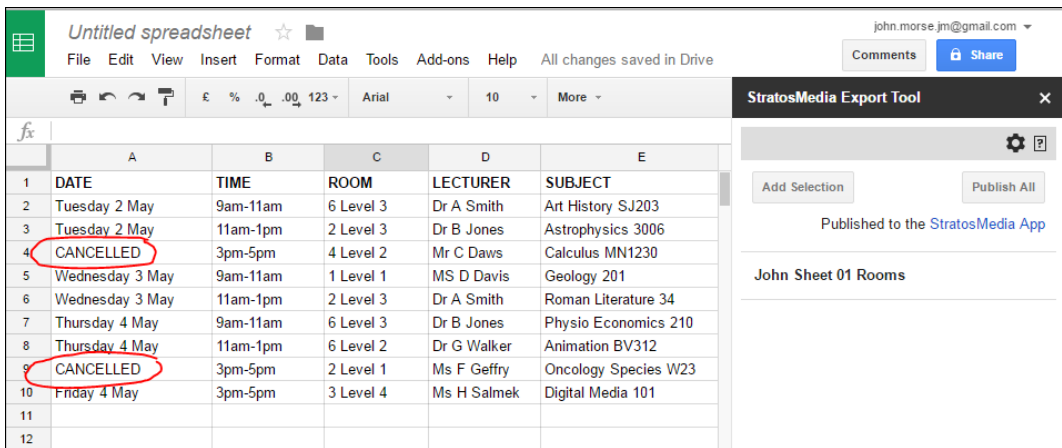 Untitled spreadsheet
john.morse.jm@gmail.com
File Edit View Insert Format Data Tools Add-ons Help All changes saved in Drive
Comments Share
£ % .0 .00 123 Arial 10 More
StratosMedia Export Tool
fx
?
A B C D E
Add Selection Publish All
Published to the StratosMedia App
John Sheet 01 Rooms
1 DATE TIME ROOM LECTURER SUBJECT
2 Tuesday 2 May 9am-11am 6 Level 3 Dr A Smith Art History SJ203
3 Tuesday 2 May 11am-1pm 2 Level 3 Dr B Jones Astrophysics 3006
4 CANCELLED 3pm-5pm 4 Level 2 Mr C Daws Calculus MN1230
5 Wednesday 3 May 9am-11am 1 Level 1 MS D Davis Geology 201
6 Wednesday 3 May 11am-1pm 2 Level 3 Dr A Smith Roman Literature 34
7 Thursday 4 May 9am-11am 6 Level 3 Dr B Jones Physio Economics 210
8 Thursday 4 May 11am-1pm 6 Level 2 Dr G Walker Animation BV312
9 CANCELLED 3pm-5pm 2 Level 1 Ms F Geffry Oncology Species W23
10 Friday 4 May 3pm-5pm 3 Level 4 Ms H Salmek Digital Media 101
11
12